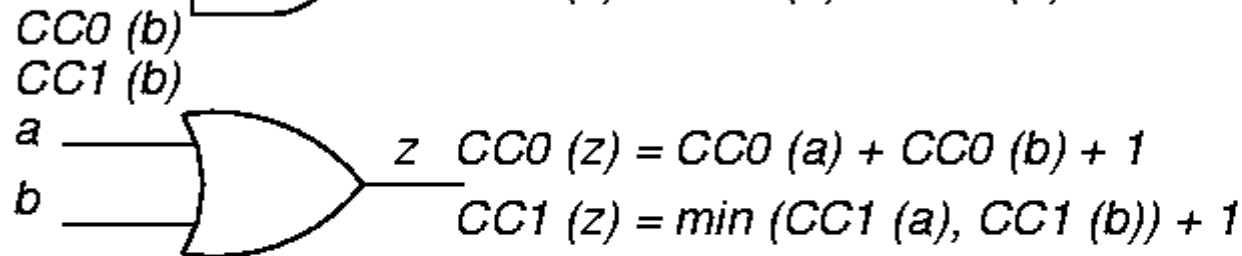 CC0 (b)
CC1 (b)
a
z CC0 (z) = CC0 (a) + CC0 (b) + 1
b
CC1 (z) = min (CC1 (a), CC1 (b)) + 1